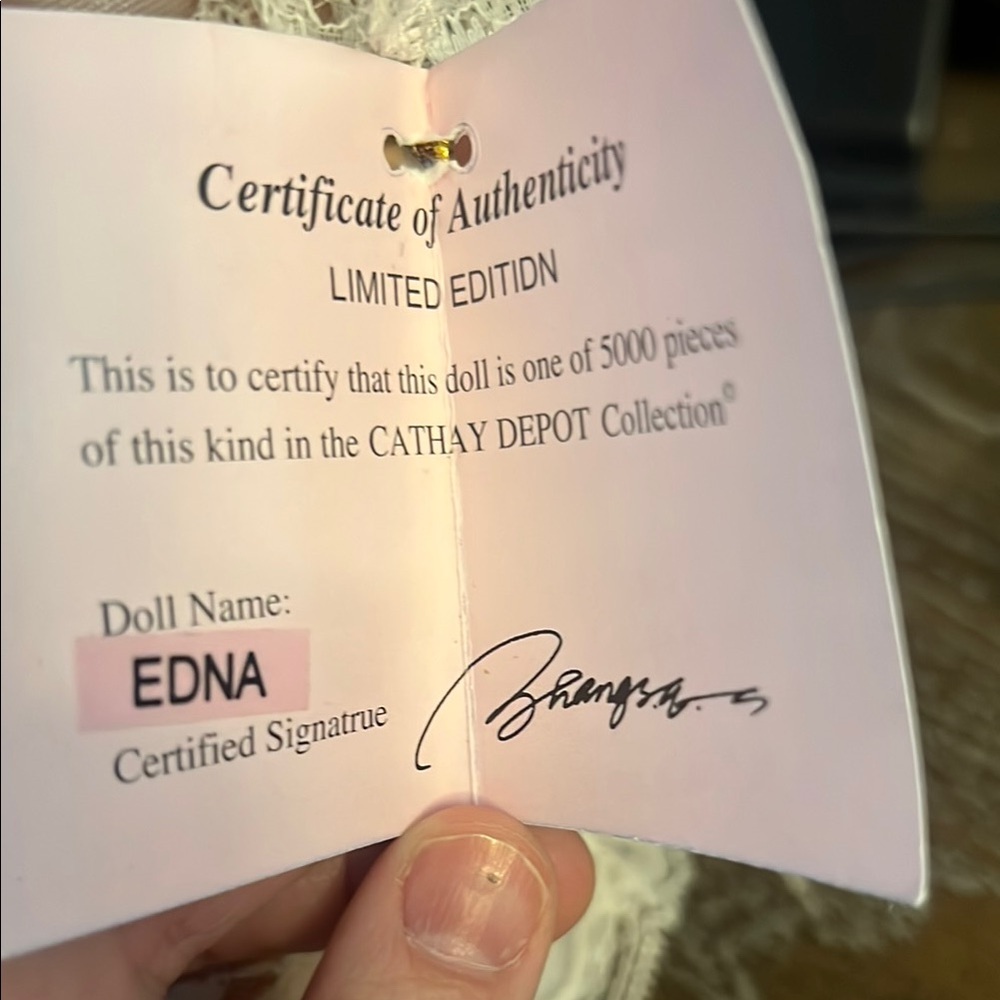 Certificate of Authenticity
LIMITED EDITIDN
This is to certify that this doll is one of 5000 pieces
of this kind in the CATHAY DEPOT Collection©
Doll Name:
EDNA
Certified Signatrue